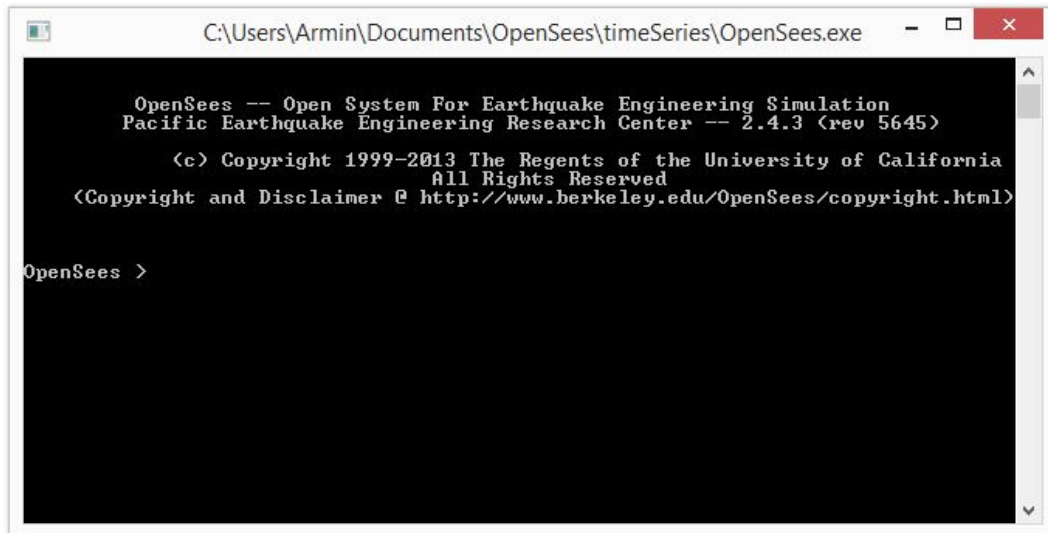 C:\Users\Armin\Documents\OpenSees\timeSeries\OpenSees.exe
OpenSees -- Open System For Earthquake Engineering Simulation
Pacific Earthquake Engineering Research Center -- 2.4.3 (rev 5645)
(c) Copyright 1999-2013 The Regents of the University of California
All Rights Reserved
(Copyright and Disclaimer @ http://www.berkeley.edu/OpenSees/copyright.html)
OpenSees >